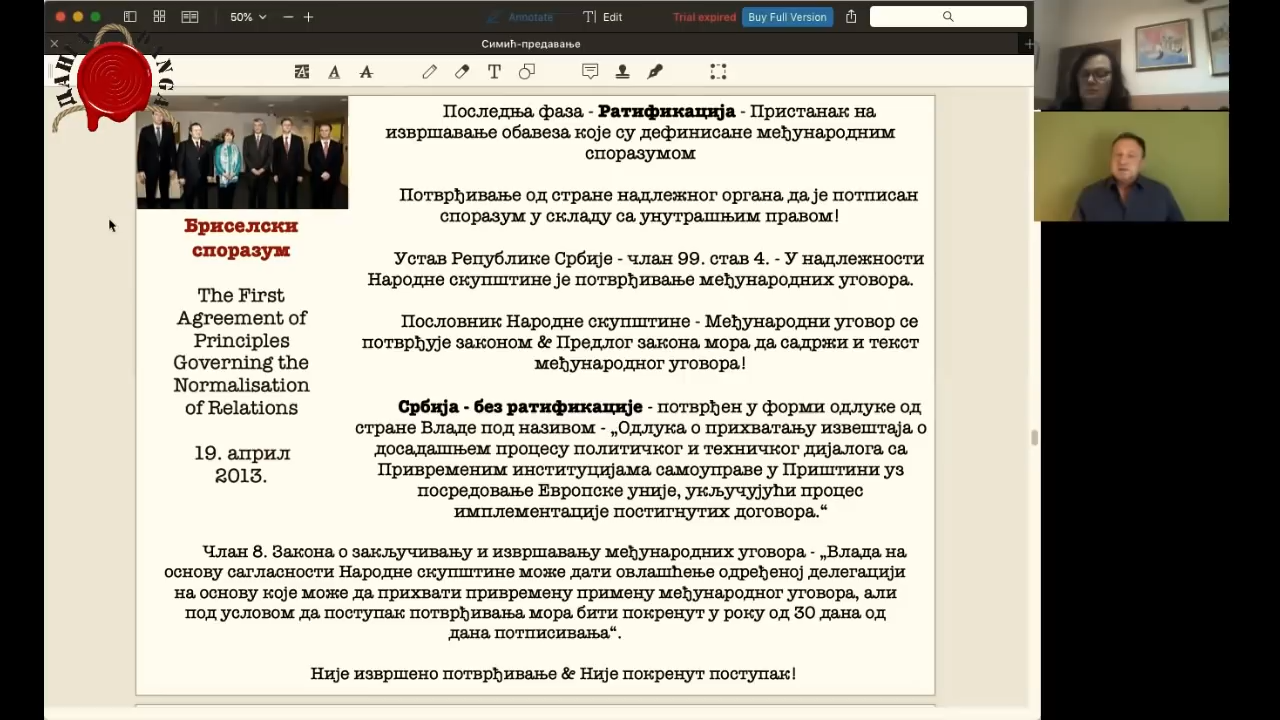 50%
Annotate
Edit
Trial expired
Buy Full Version
Симић-предавање
Бриселски
споразум
The First
Agreement of
Principles
Governing the
Normalisation
of Relations
19. април
2013.
Последња фаза - Ратификација - Пристанак на
извршавање обавеза које су дефинисане међународним
споразумом
Потврђивање од стране надлежног органа да је потписан
споразум у складу са унутрашњим правом!
Устав Републике Србије - члан 99. став 4. - У надлежности
Народне скупштине је потврђивање међународних уговора.
Пословник Народне скупштине - Међународни уговор се
потврђује законом & Предлог закона мора да садржи и текст
међународног уговора!
Србија - без ратификације - потврђен у форми одлуке од
стране Владе под називом - „Одлука о прихватању извештаја о
досадашњем процесу политичког и техничког дијалога са
Привременим институцијама самоуправе у Приштини уз
посредовање Европске уније, укључујући процес
имплементације постигнутих договора.“
Члан 8. Закона о закључивању и извршавању међународних уговора - „Влада на
основу сагласности Народне скупштине може дати овлашћење одређеној делегацији
на основу које може да прихвати привремену примену међународног уговора, али
под условом да поступак потврђивања мора бити покренут у року од 30 дана од
дана потписивања“.
Није извршено потврђивање & Није покренут поступак!